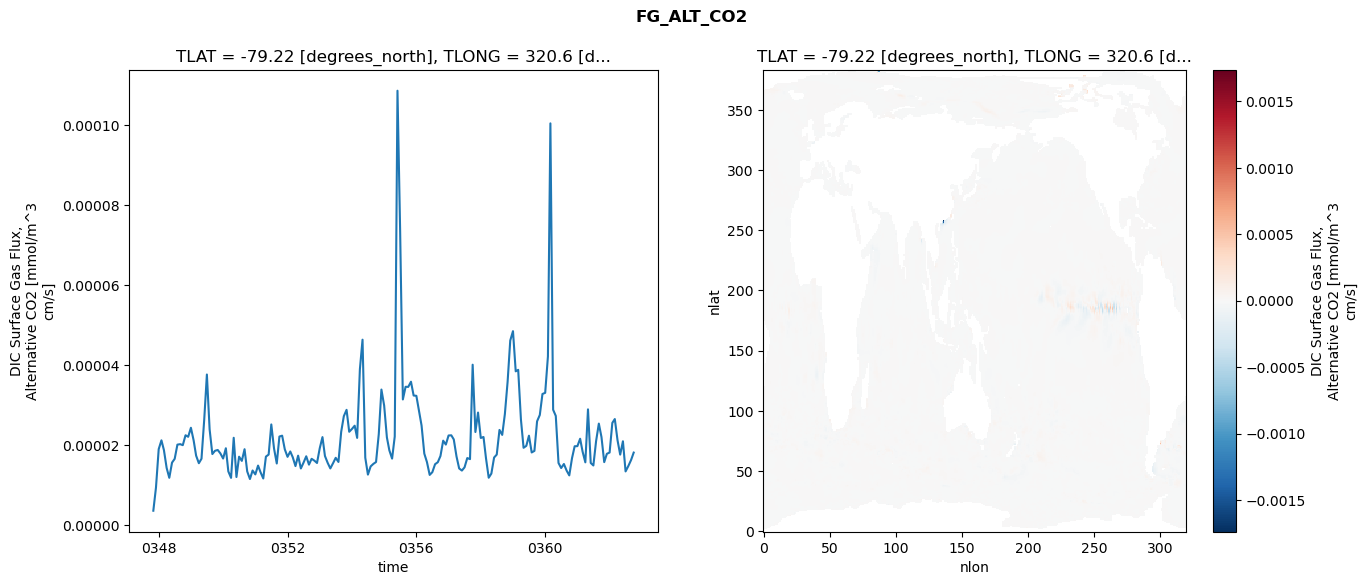 FG_ALT_CO2
TLAT = -79.22 [degrees_north], TLONG = 320.6 [d...
DIC Surface Gas Flux,
Alternative CO2 [mmol/m^3
cm/s]
0.00010
0.00008
0.00006
0.00004
0.00002
0.00000
0348
0352
0356
0360
time
TLAT = -79.22 [degrees_north], TLONG = 320.6 [d...
nlat
350
300
250
200
150
100
50
0
0
50
100
150
200
250
300
nlon
0.0015
0.0010
0.0005
0.0000
−0.0005
−0.0010
−0.0015
DIC Surface Gas Flux,
Alternative CO2 [mmol/m^3
cm/s]